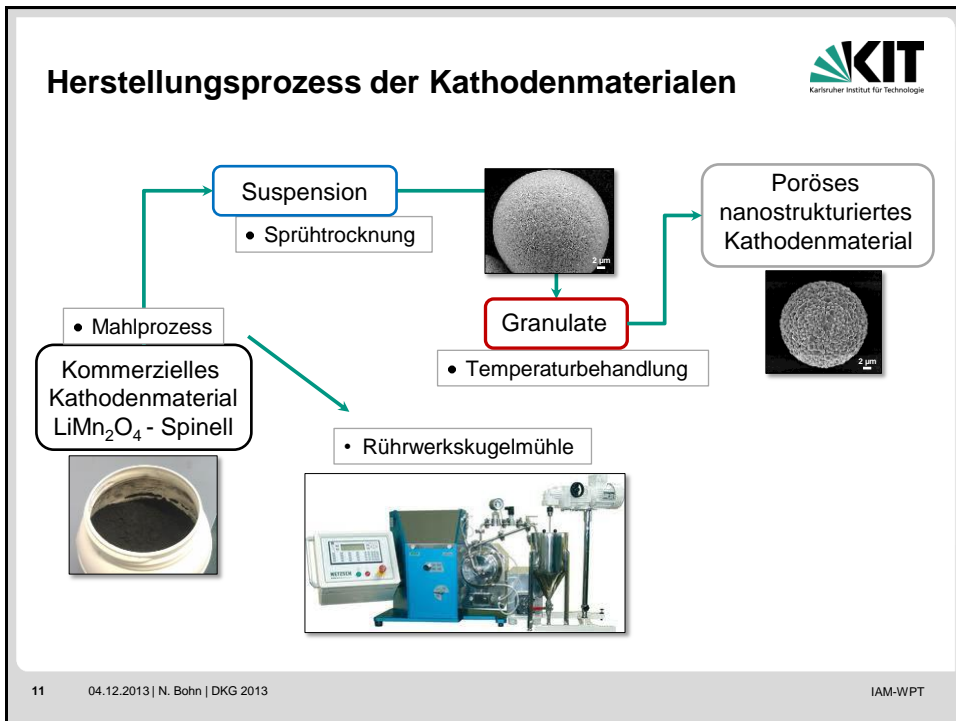 Herstellungsprozess der Kathodenmaterialen
KIT
Karlsruher Institut für Technologie
Suspension
• Sprühtrocknung
2 µm
Poröses
nanostrukturiertes
Kathodenmaterial
2 µm
Granulate
• Temperaturbehandlung
• Mahlprozess
Kommerzielles
Kathodenmaterial
LiMn₂O₄ - Spinell
• Rührwerkskugelmühle
NETZSCH
11 04.12.2013 | N. Bohn | DKG 2013 IAM-WPT